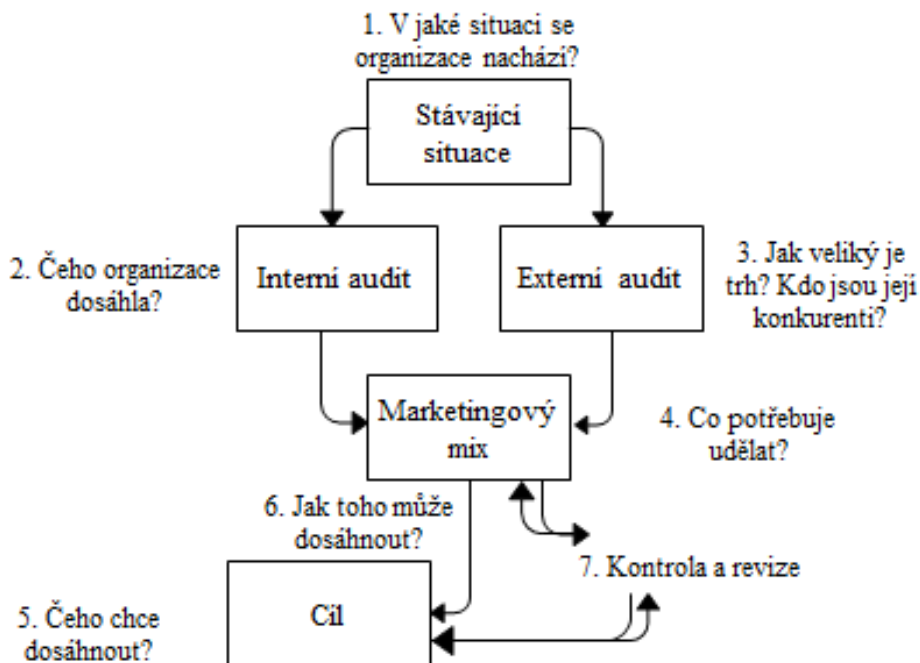 1. V jaké situaci se
organizace nachází?
Stávající
situace
2. Čeho organizace
dosáhla?
Interní audit
Externí audit
3. Jak veliký je
trh? Kdo jsou její
konkurenti?
Marketingový
mix
4. Co potřebuje
udělat?
6. Jak toho může
dosáhnout?
7. Kontrola a revize
5. Čeho chce
dosáhnout?
Cíl